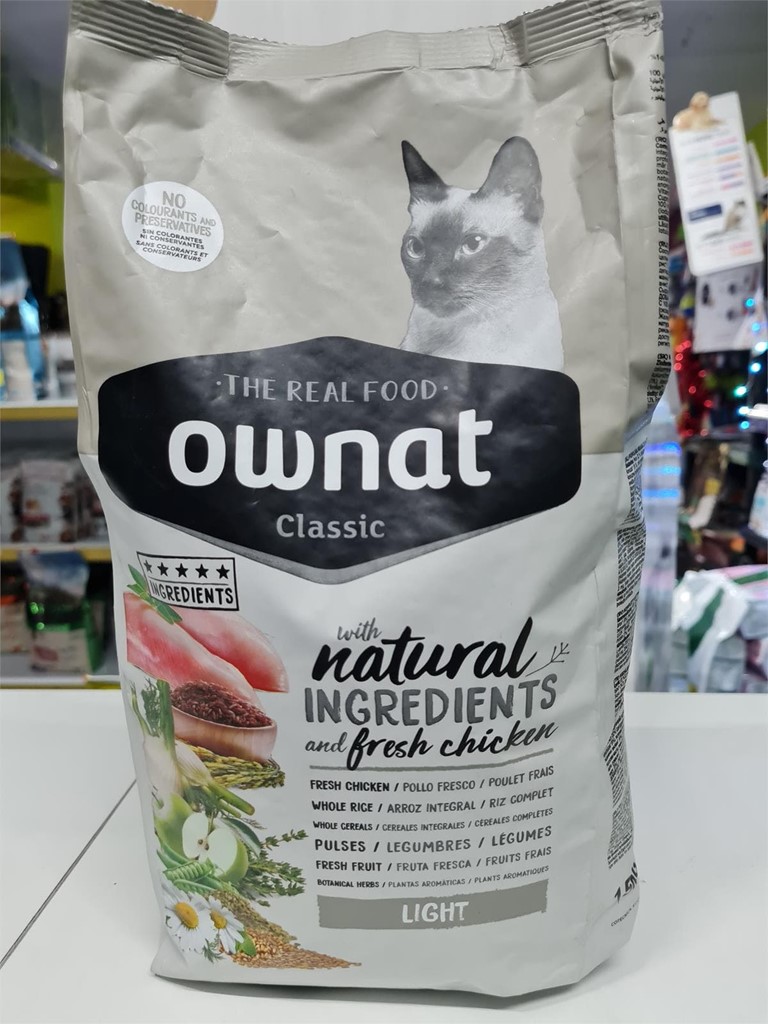 NO
COLOURANTS AND
PRESERVATIVES
SIN COLORANTES
NI CONSERVANTES
SANS COLORANTS ET
CONSERVATEURS
·THE REAL FOOD·
ownat
Classic
INGREDIENTS
with
natural
INGREDIENTS
and fresh chicken
FRESH CHICKEN / POLLO FRESCO / POULET FRAIS
WHOLE RICE / ARROZ INTEGRAL / RIZ COMPLET
WHOLE CEREALS / CEREALES INTEGRALES / CÉRÉALES COMPLÈTES
PULSES / LEGUMBRES / LÉGUMES
FRESH FRUIT / FRUTA FRESCA / FRUITS FRAIS
BOTANICAL HERBS / PLANTAS AROMÁTICAS / PLANTS AROMATIQUES
LIGHT